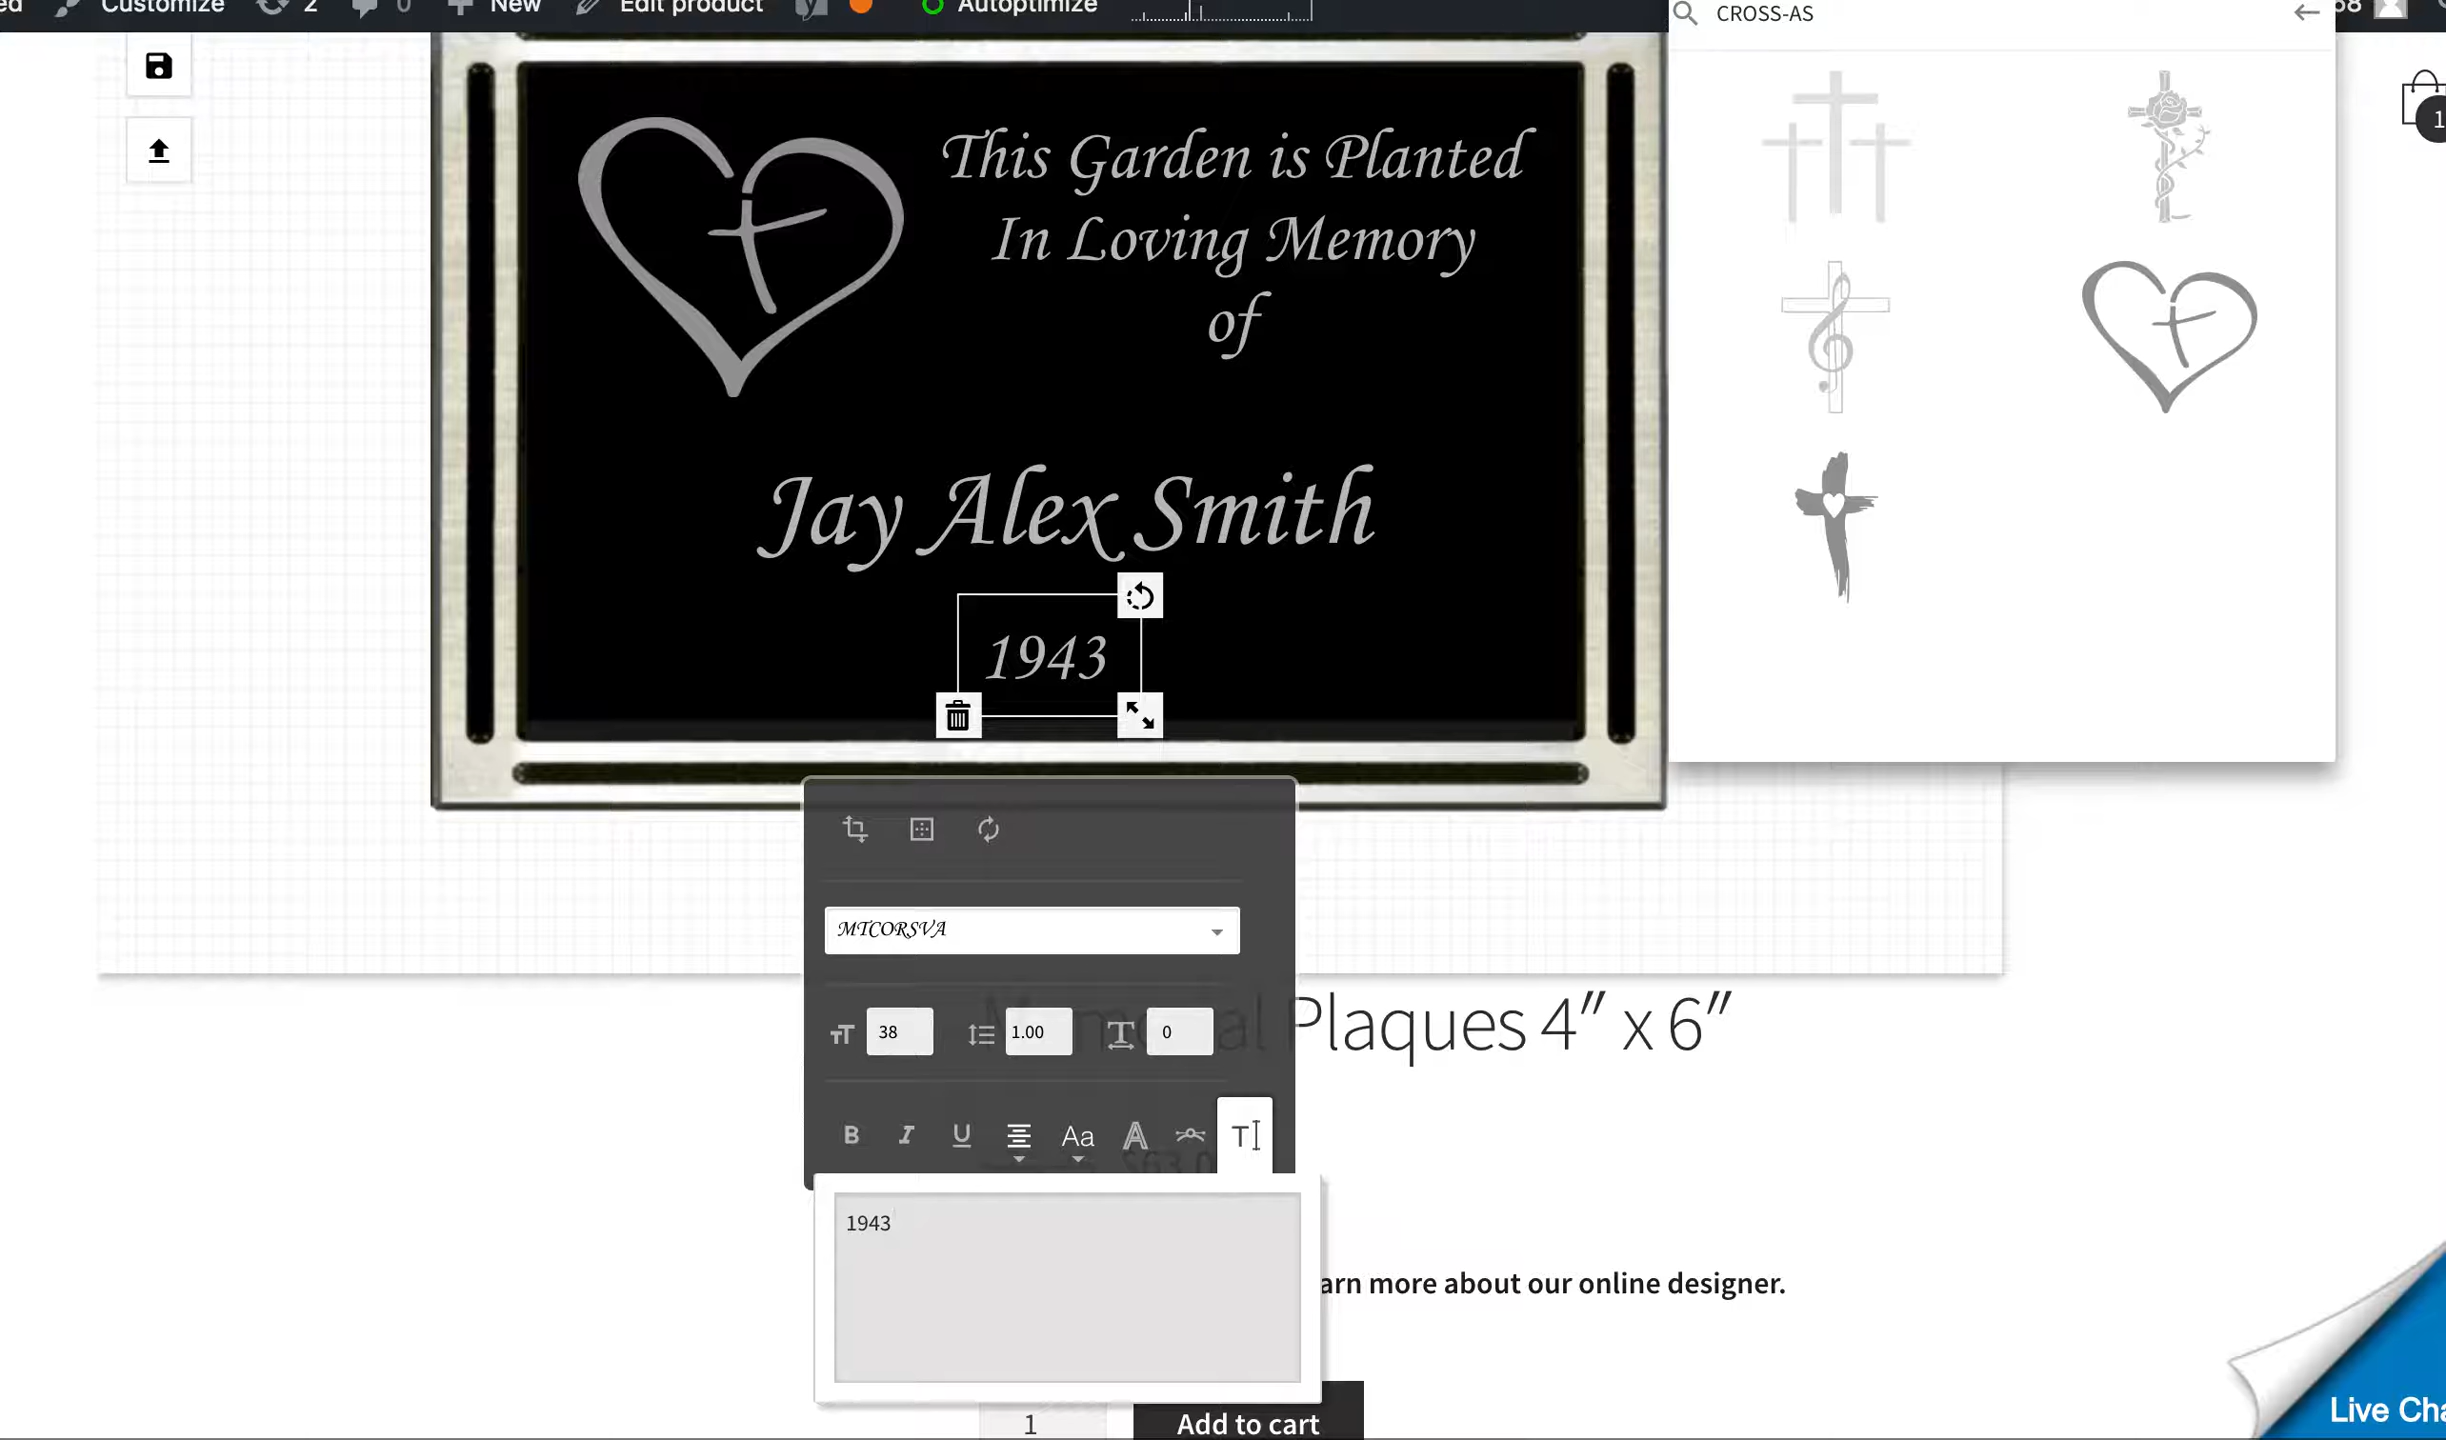 Customize
2
0
New
Edit product
Autoptimize
CROSS-AS
68
1
This Garden is Planted
In Loving Memory
of
Jay Alex Smith
1943
MTCORSVA
38
1.00
0
Plaques 4" x 6"
B I U Aa A T
1943
arn more about our online designer.
1
Add to cart
Live Cha